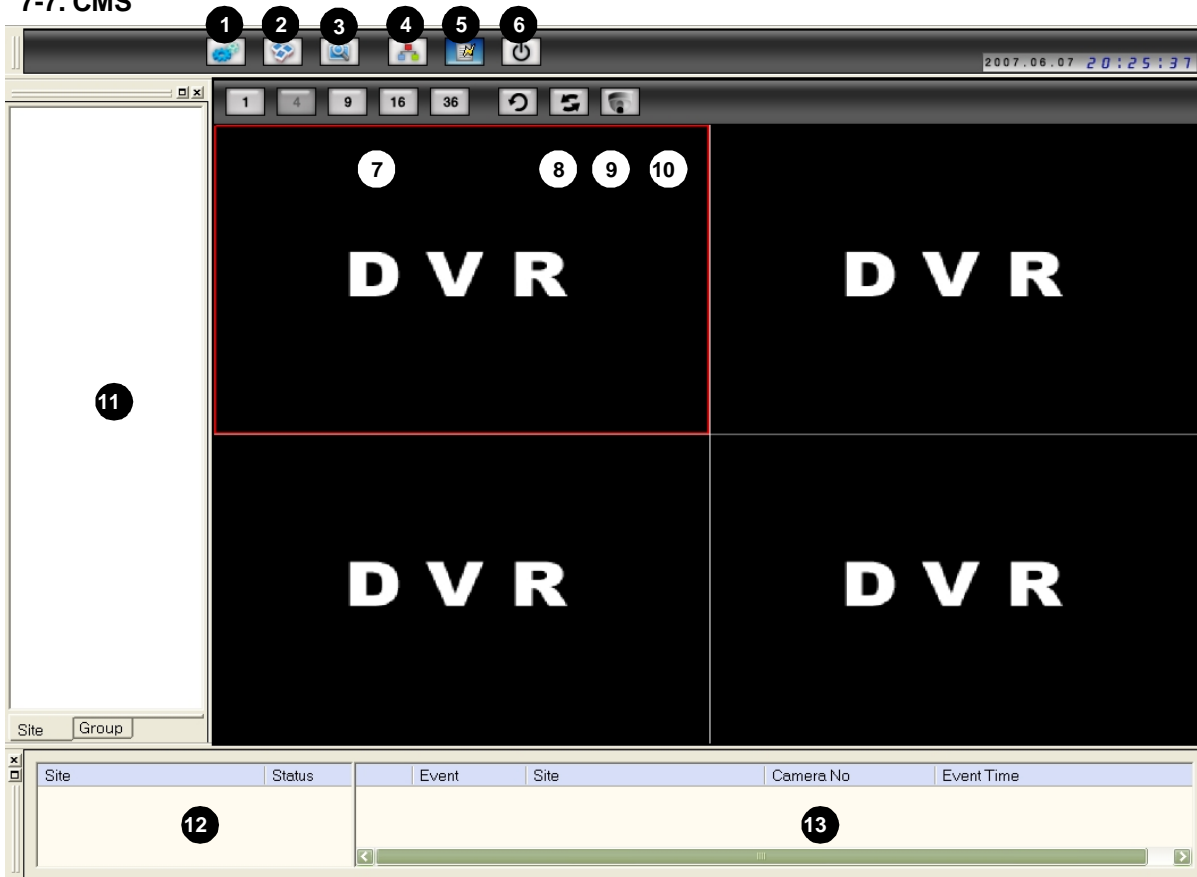 7-7. CMS
1 2 3 4 5 6
2007.06.07 20:25:37
1 4 9 16 36
7 8 9 10
DVR DVR
11
DVR DVR
Site Group
Site Status Event Site Camera No Event Time
12 13